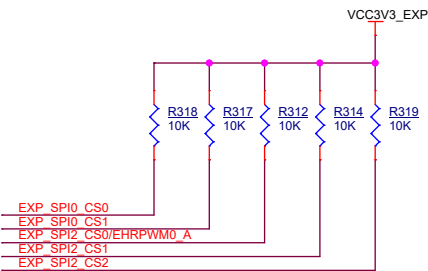 VCC3V3_EXP
R318 R317 R312 R314 R319
10K 10K 10K 10K 10K
EXP_SPI0_CS0
EXP_SPI0_CS1
EXP_SPI2_CS0/EHRPWM0_A
EXP_SPI2_CS1
EXP_SPI2_CS2